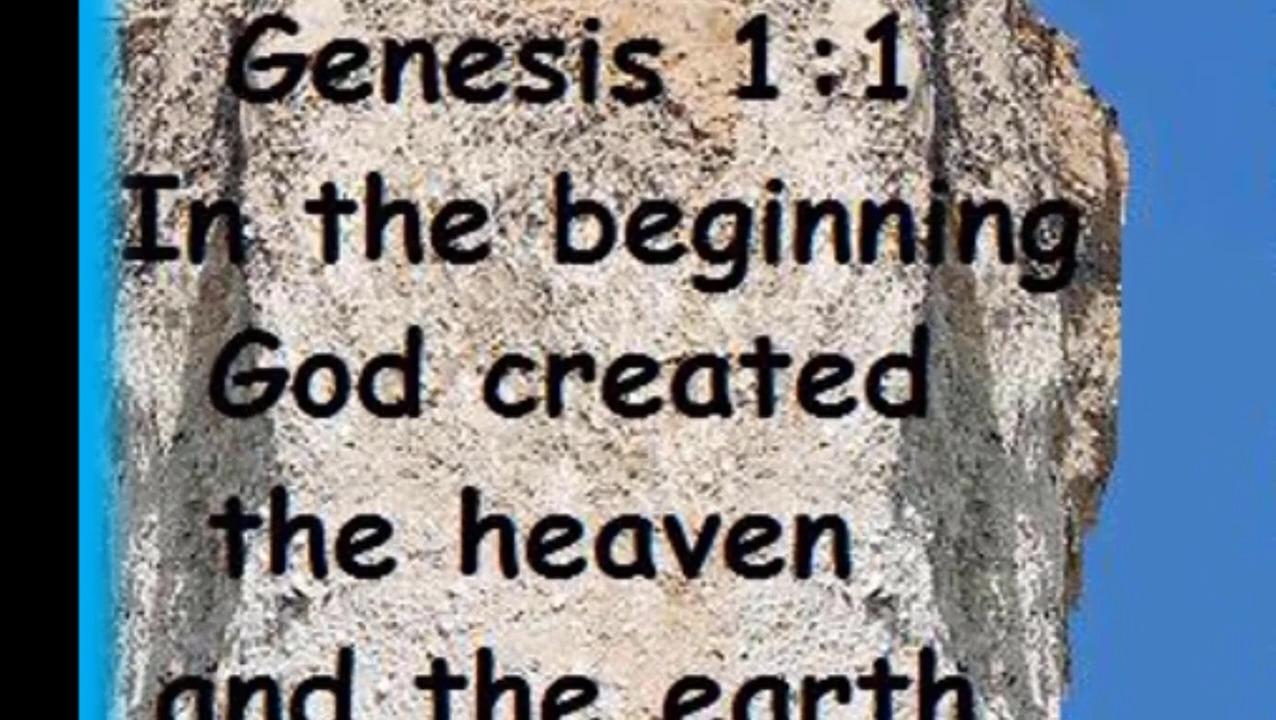 Genesis 1:1
In the beginning
God created
the heaven
and the earth